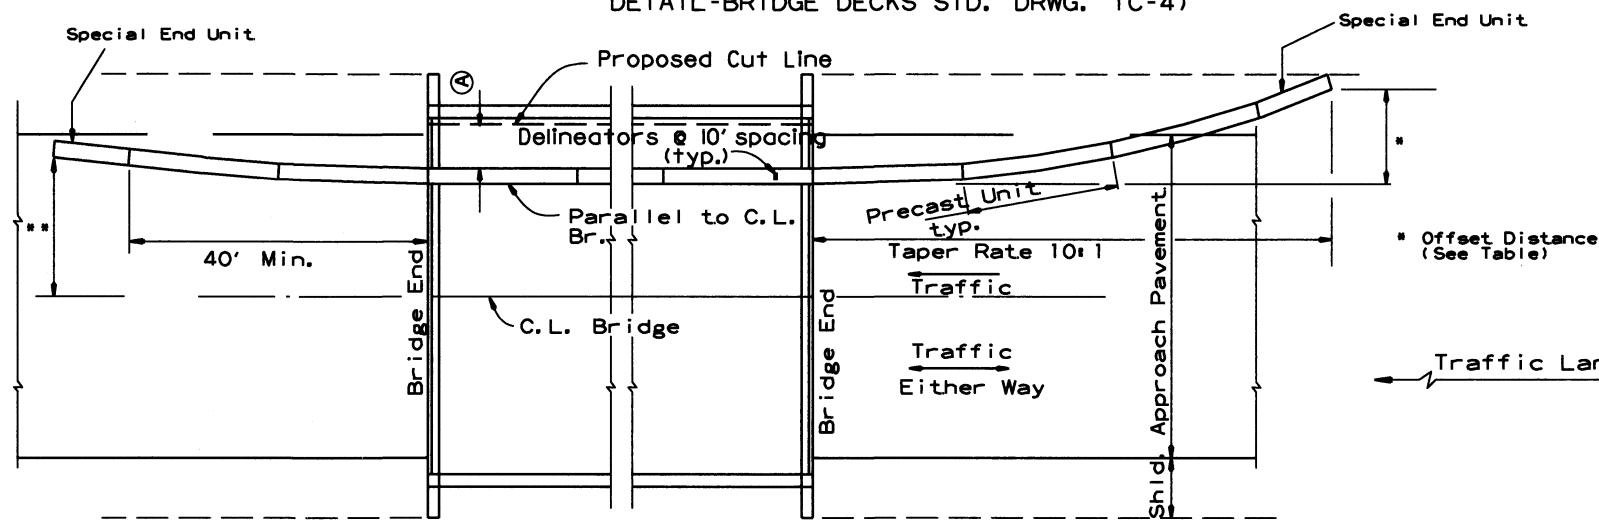 DETAIL-BRIDGE DECKS STD. DRWG. TC-4)
Special End Unit
Special End Unit
A
Proposed Cut Line
Delineators @ 10' spacing
(typ.)
*
**
Parallel to C.L.
Br.
Precast Unit
typ.
40' Min.
Taper Rate 10:1
* Offset Distance
(See Table)
Traffic
C.L. Bridge
Bridge End
Bridge End
Traffic
Either Way
Shld.
Approach Pavement
Traffic Lan